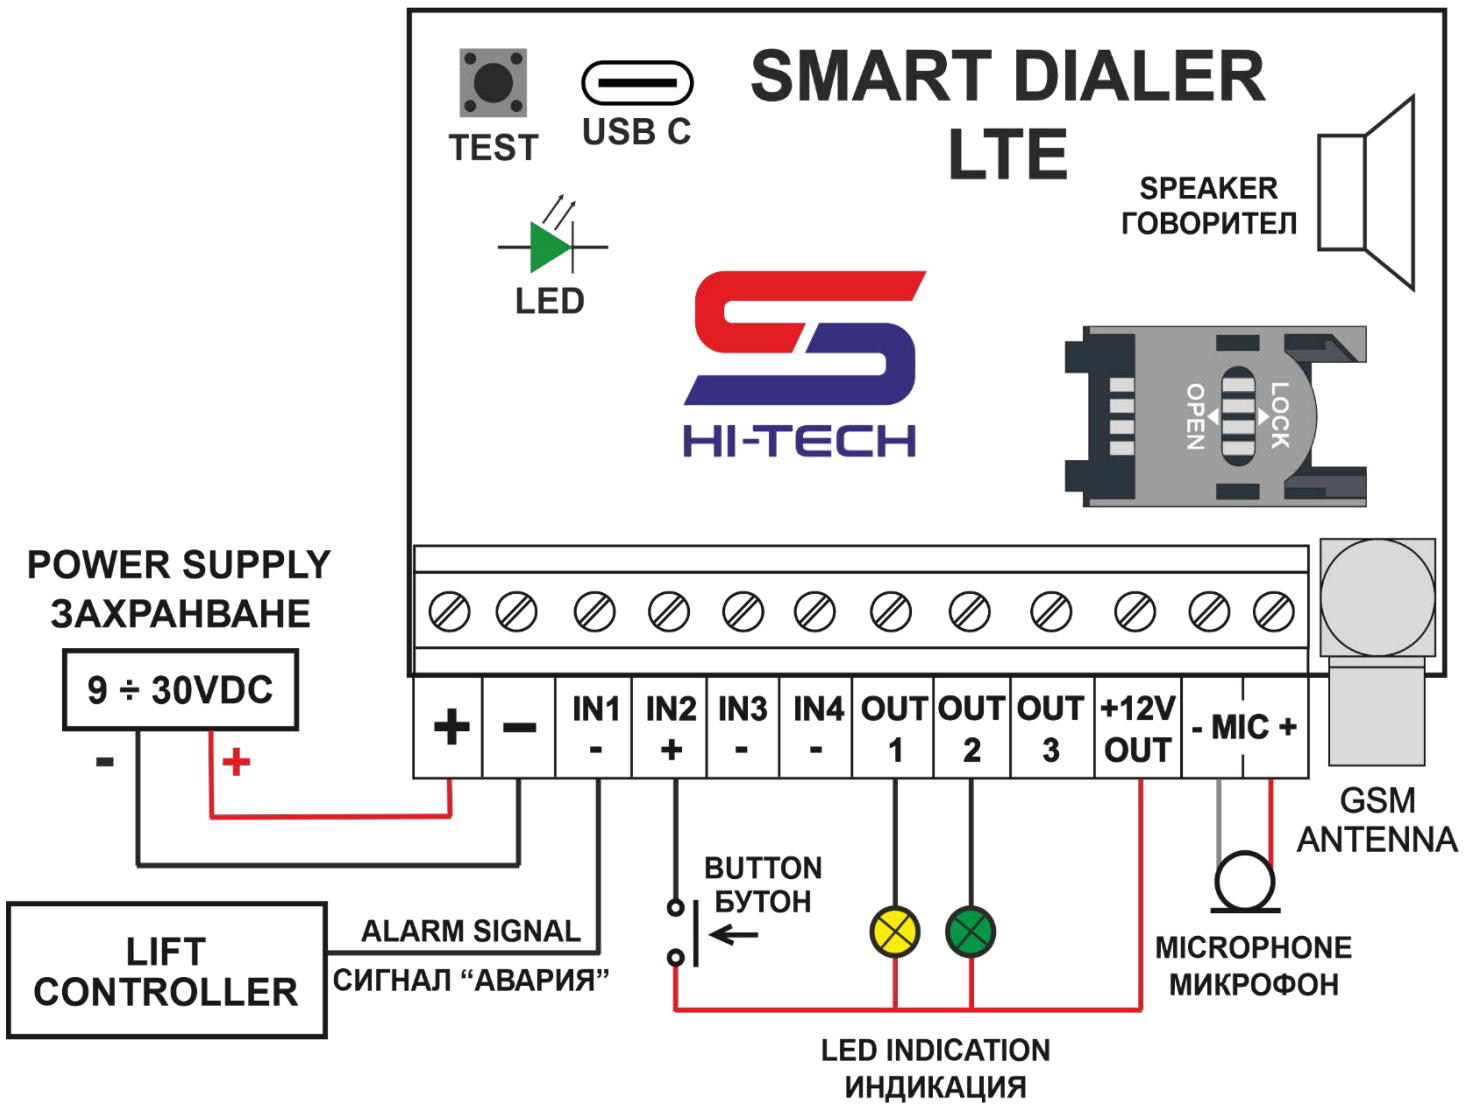 SMART DIALER
LTE
TEST
USB C
LED
SPEAKER
ГОВОРИТЕЛ
HI-TECH
OPEN
LOCK
POWER SUPPLY
ЗАХРАНВАНЕ
9 ÷ 30VDC
- +
+ − IN1 - IN2 + IN3 - IN4 - OUT 1 OUT 2 OUT 3 +12V OUT - MIC +
GSM
ANTENNA
BUTTON
БУТОН
LIFT
CONTROLLER
ALARM SIGNAL
СИГНАЛ “АВАРИЯ”
MICROPHONE
МИКРОФОН
LED INDICATION
ИНДИКАЦИЯ